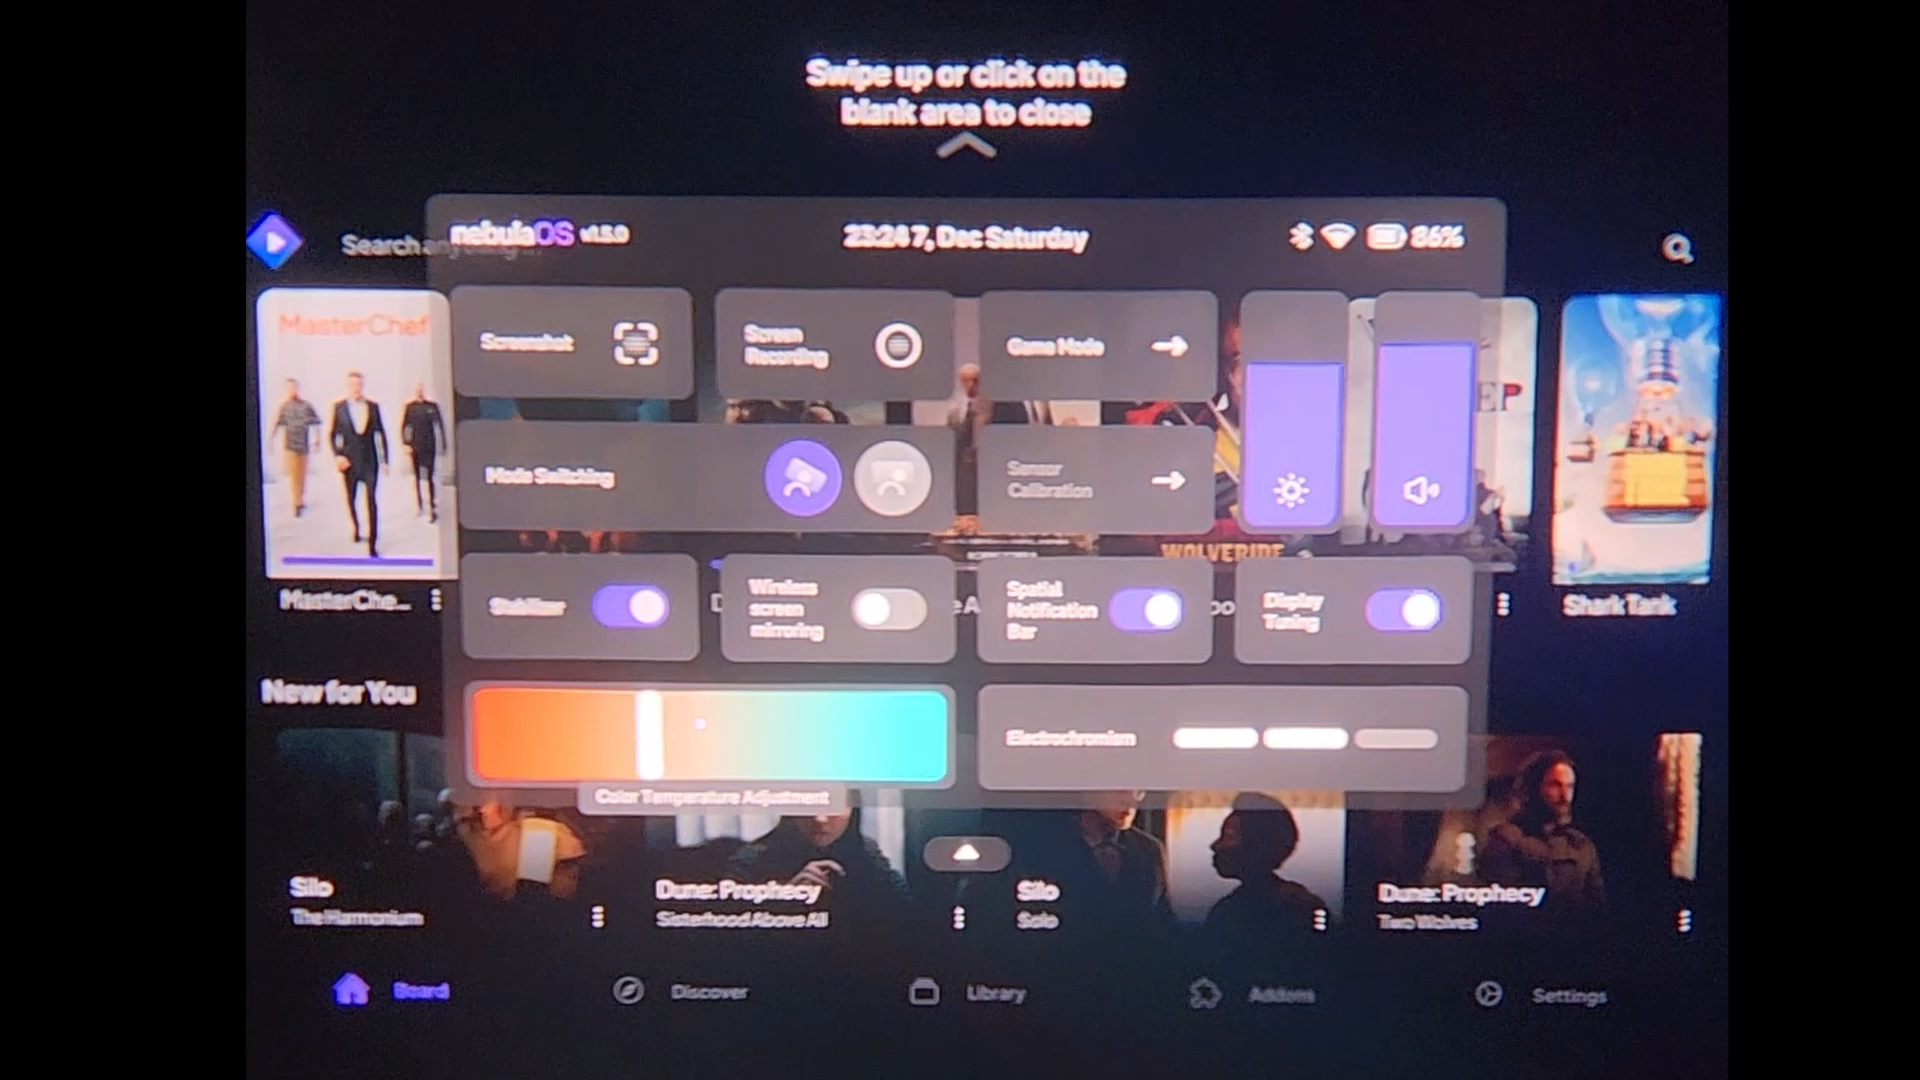 Swipe up or click on the
blank area to close
nebulaOS v1.5.0
23:24 7, Dec Saturday
86%
Search
MasterChef
Screenshot
Screen
Recording
Game Mode
Mode Switching
Sensor
Calibration
EP
WOLVERINE
Stabilizer
Wireless
screen
mirroring
Spatial
Notification
Bar
Display
Tuning
MasterChe...
Shark Tank
New for You
Electrochromism
Color Temperature Adjustment
Silo
The Harmonium
Dune: Prophecy
Sisterhood Above All
Silo
Solo
Dune: Prophecy
Two Wolves
Board
Discover
Library
Addons
Settings